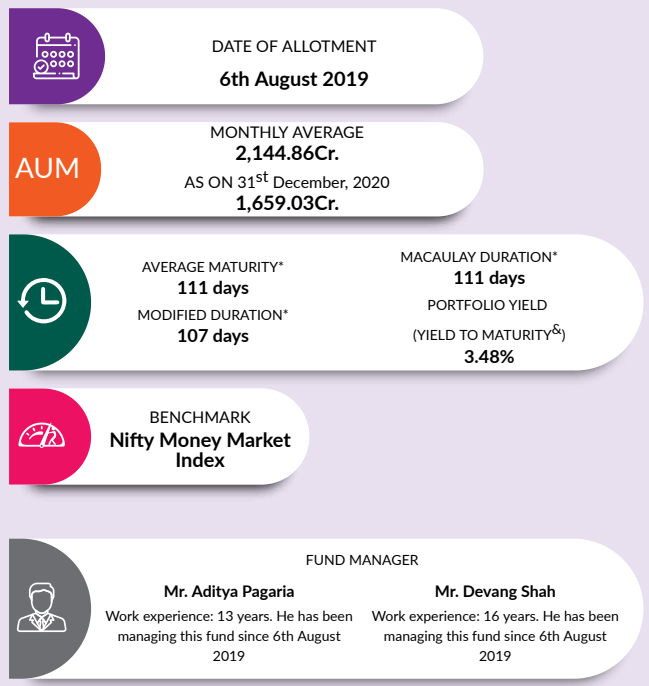 DATE OF ALLOTMENT
6th August 2019
AUM
MONTHLY AVERAGE
2,144.86Cr.
AS ON 31st December, 2020
1,659.03Cr.
AVERAGE MATURITY*
111 days
MODIFIED DURATION*
107 days
MACAULAY DURATION*
111 days
PORTFOLIO YIELD
(YIELD TO MATURITY&)
3.48%
BENCHMARK
Nifty Money Market
Index
FUND MANAGER
Mr. Aditya Pagaria
Work experience: 13 years. He has been
managing this fund since 6th August
2019
Mr. Devang Shah
Work experience: 16 years. He has been
managing this fund since 6th August
2019